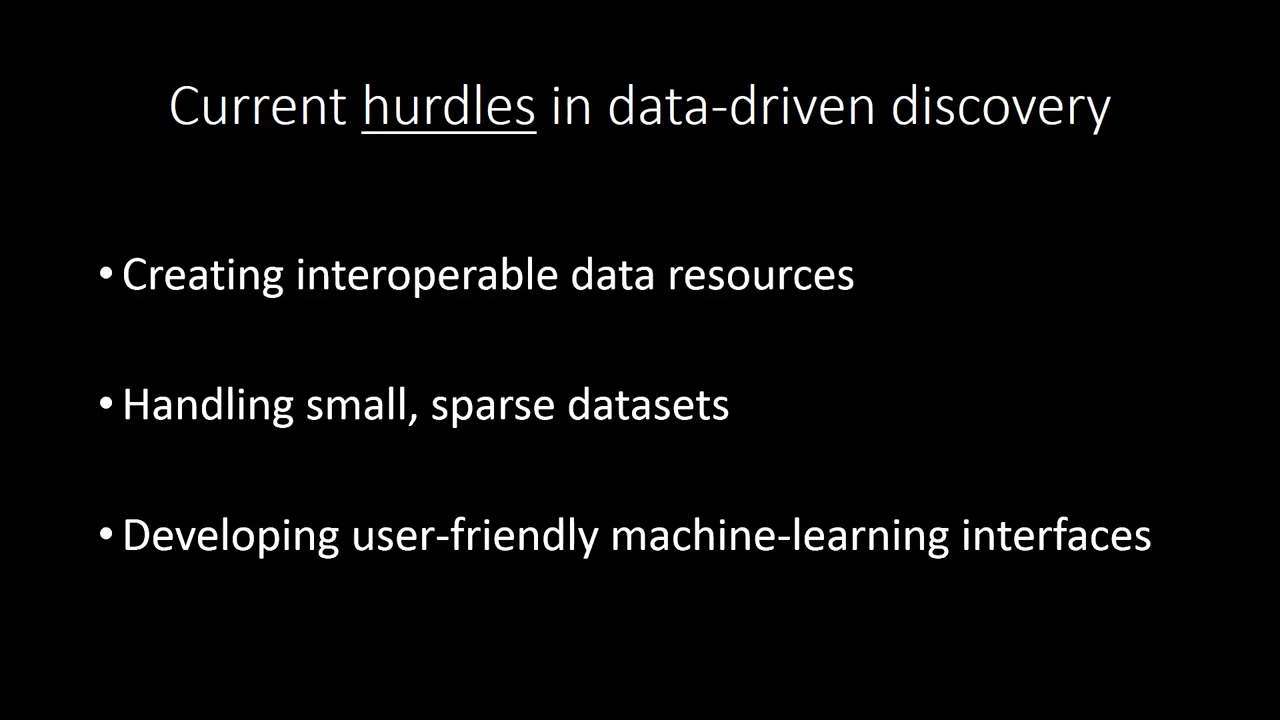 Current hurdles in data-driven discovery
• Creating interoperable data resources
• Handling small, sparse datasets
• Developing user-friendly machine-learning interfaces